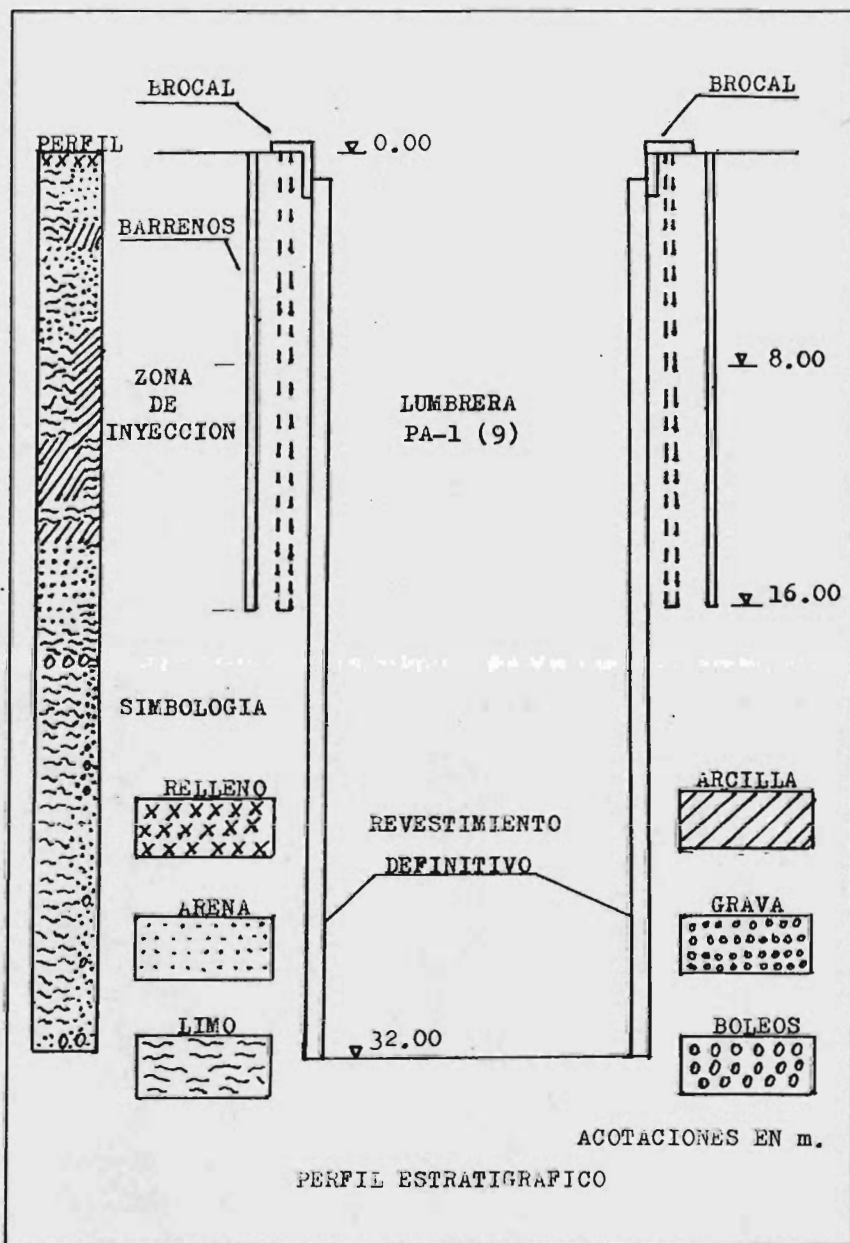 BROCAL
BROCAL
PERFIL
0.00
BARRENOS
8.00
ZONA
DE
INYECCION
LUMBRERA
PA-1 (9)
16.00
SIMBOLOGIA
RELLENO
ARCILLA
REVESTIMIENTO
DEFINITIVO
ARENA
GRAVA
LIMO
32.00
BOLEOS
ACOTACIONES EN m.
PERFIL ESTRATIGRAFICO